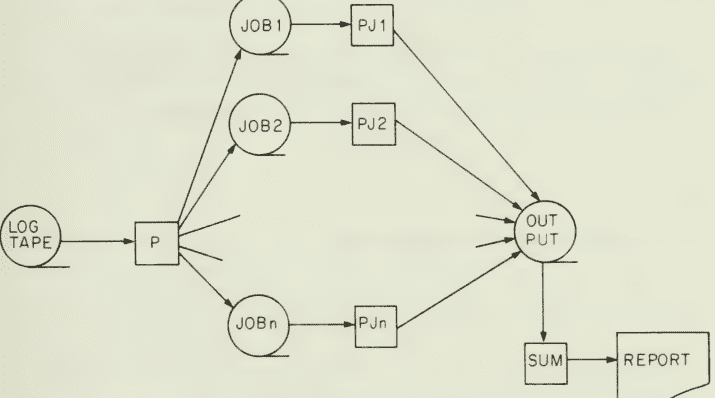 JOB1
PJ1
JOB2
PJ2
LOG
TAPE
P
OUT
PUT
JOBn
PJn
SUM
REPORT